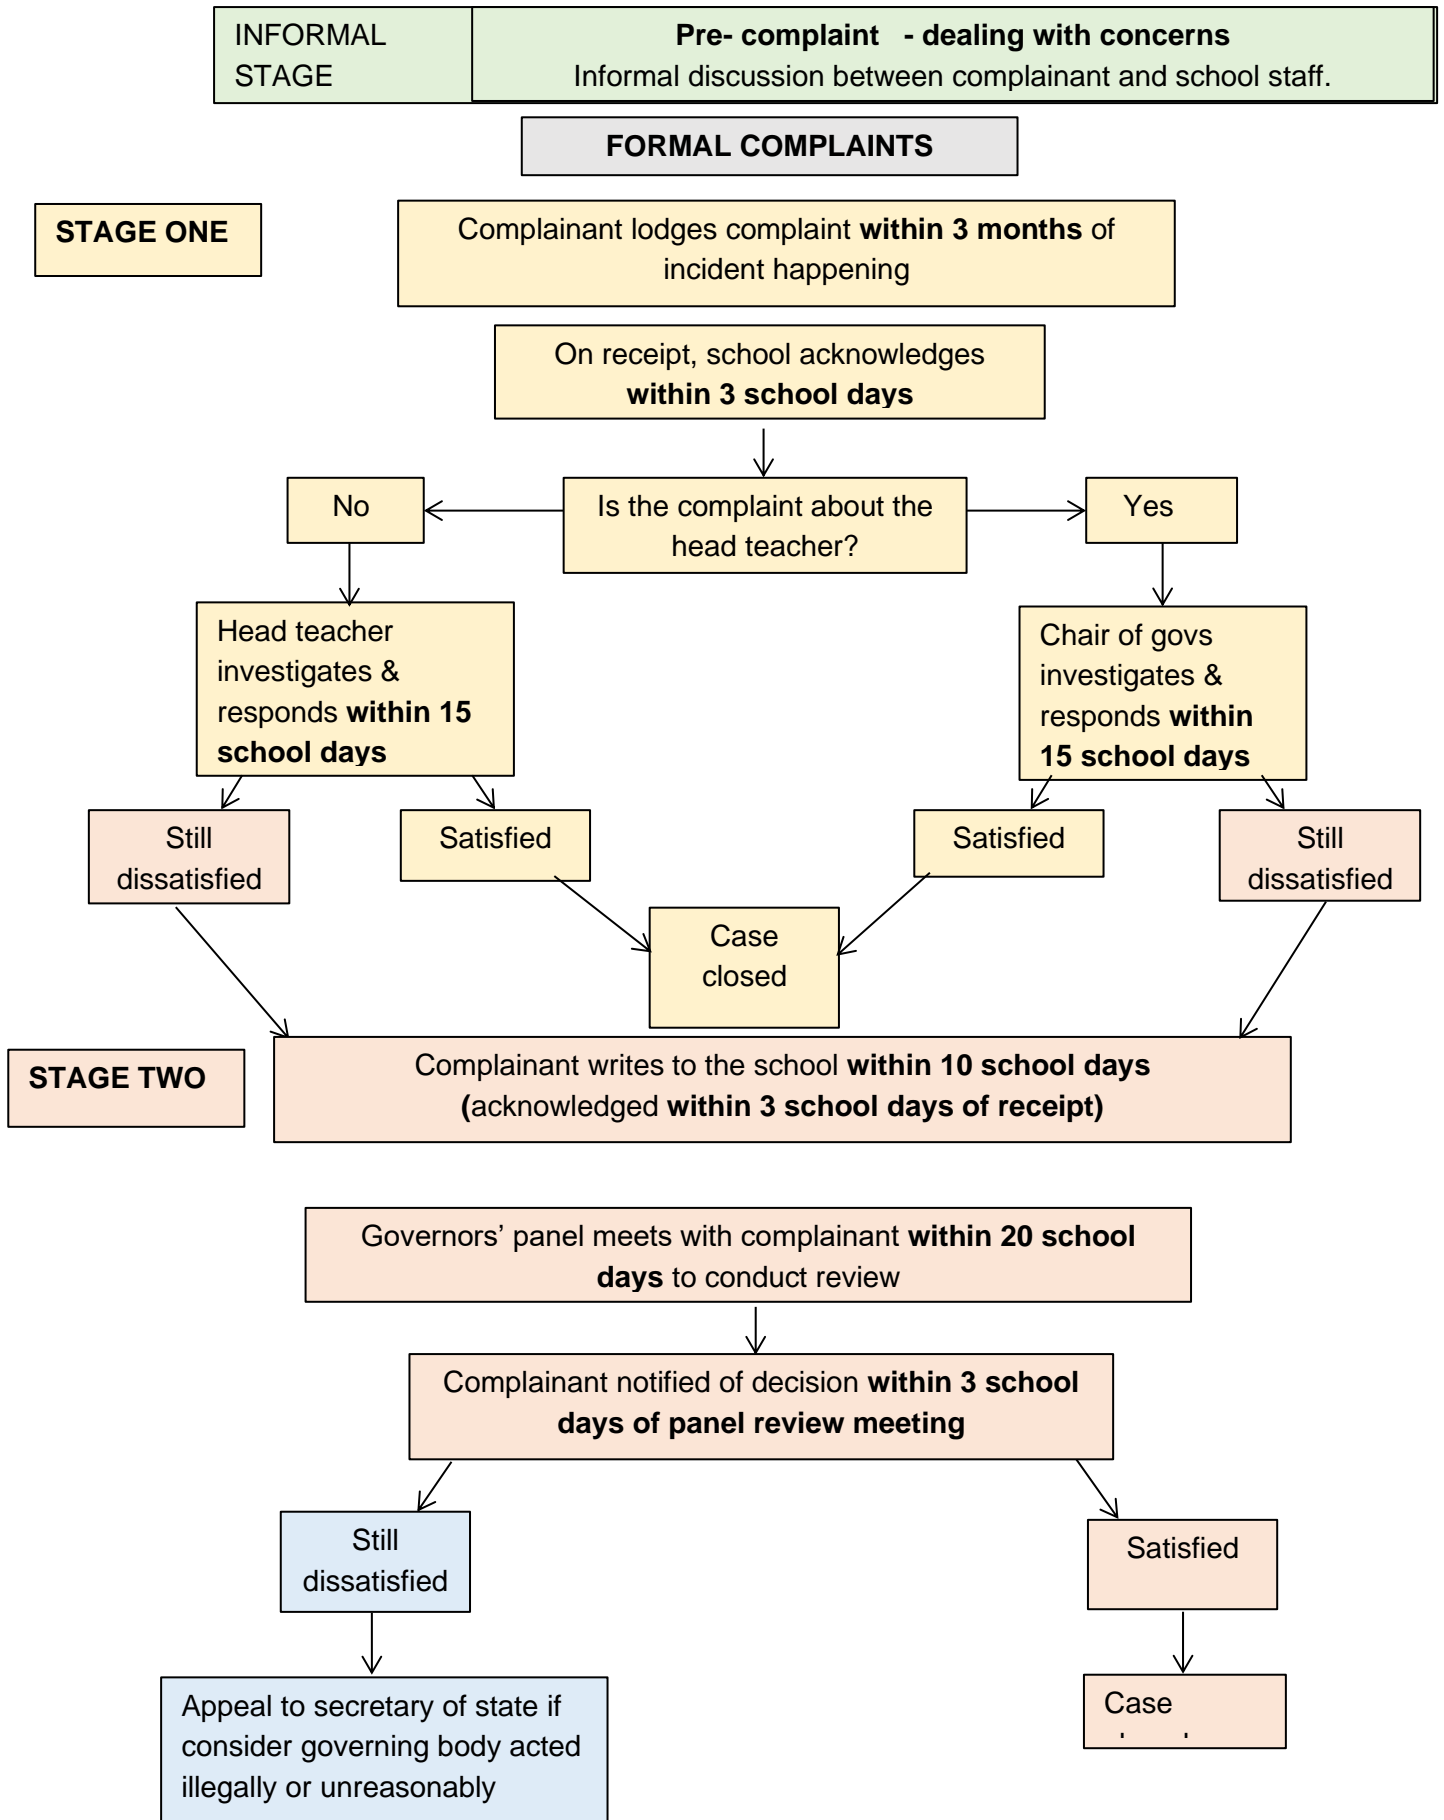 INFORMAL
STAGE
Pre- complaint - dealing with concerns
Informal discussion between complainant and school staff.
FORMAL COMPLAINTS
STAGE ONE
Complainant lodges complaint within 3 months of
incident happening
On receipt, school acknowledges
within 3 school days
No
Is the complaint about the
head teacher?
Yes
Head teacher
investigates &
responds within 15
school days
Chair of govs
investigates &
responds within
15 school days
Still
dissatisfied
Satisfied
Satisfied
Still
dissatisfied
Case
closed
STAGE TWO
Complainant writes to the school within 10 school days
(acknowledged within 3 school days of receipt)
Governors’ panel meets with complainant within 20 school
days to conduct review
Complainant notified of decision within 3 school
days of panel review meeting
Still
dissatisfied
Satisfied
Appeal to secretary of state if
consider governing body acted
illegally or unreasonably
Case